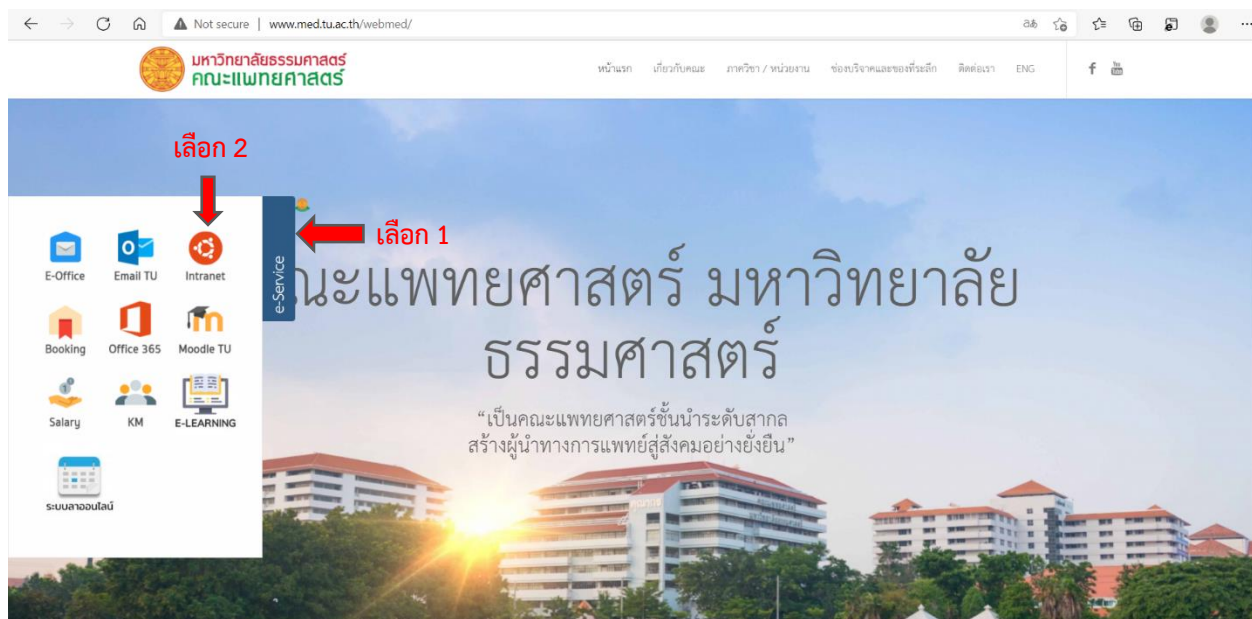 Not secure | www.med.tu.ac.th/webmed/
มหาวิทยาลัยธรรมศาสตร์
คณะแพทยศาสตร์
หน้าแรก เกี่ยวกับคณะ ภาควิชา / หน่วยงาน ช่องบริจาคและของที่ระลึก ติดต่อเรา ENG
เลือก 2
เลือก 1
E-Office Email TU Intranet
e-Service
Booking Office 365 Moodle TU
Salary KM E-LEARNING
ระบบลาออนไลน์
ณะแพทยศาสตร์ มหาวิทยาลัย
ธรรมศาสตร์
“เป็นคณะแพทยศาสตร์ชั้นนำระดับสากล
สร้างผู้นำทางการแพทย์สู่สังคมอย่างยั่งยืน”